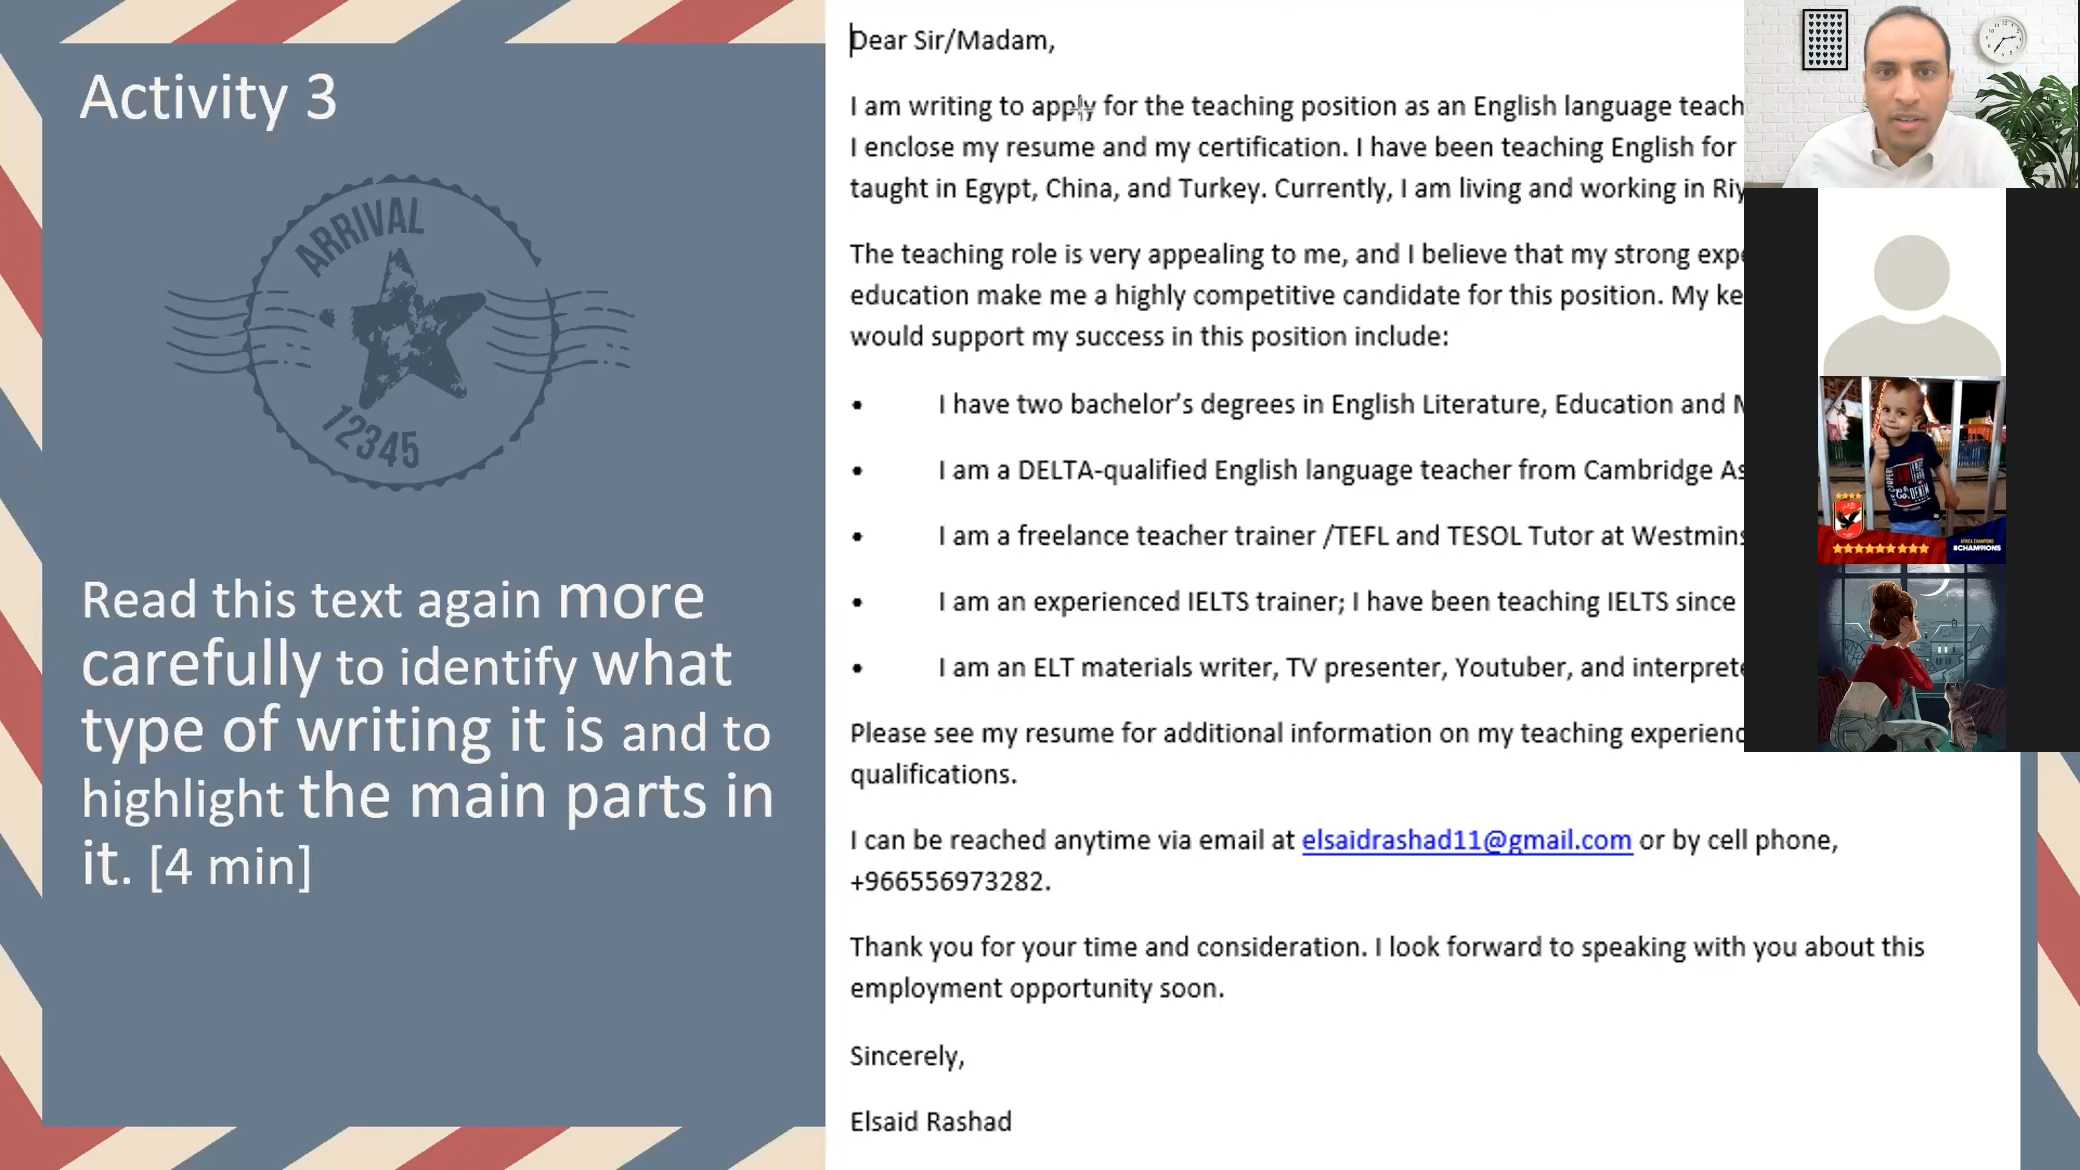 Activity 3
ARRIVAL
12345
Read this text again more
carefully to identify what
type of writing it is and to
highlight the main parts in
it. [4 min]
Dear Sir/Madam,
I am writing to apply for the teaching position as an English language teach
I enclose my resume and my certification. I have been teaching English for
taught in Egypt, China, and Turkey. Currently, I am living and working in Riy
The teaching role is very appealing to me, and I believe that my strong expe
education make me a highly competitive candidate for this position. My ke
would support my success in this position include:
• I have two bachelor’s degrees in English Literature, Education and
• I am a DELTA-qualified English language teacher from Cambridge As
• I am a freelance teacher trainer /TEFL and TESOL Tutor at Westmins
• I am an experienced IELTS trainer; I have been teaching IELTS since
• I am an ELT materials writer, TV presenter, Youtuber, and interprete
Please see my resume for additional information on my teaching experienc
qualifications.
I can be reached anytime via email at elsaidrashad11@gmail.com or by cell phone,
+966556973282.
Thank you for your time and consideration. I look forward to speaking with you about this
employment opportunity soon.
Sincerely,
Elsaid Rashad
AFRICA CHAMPIONS
#CHAM9IONS